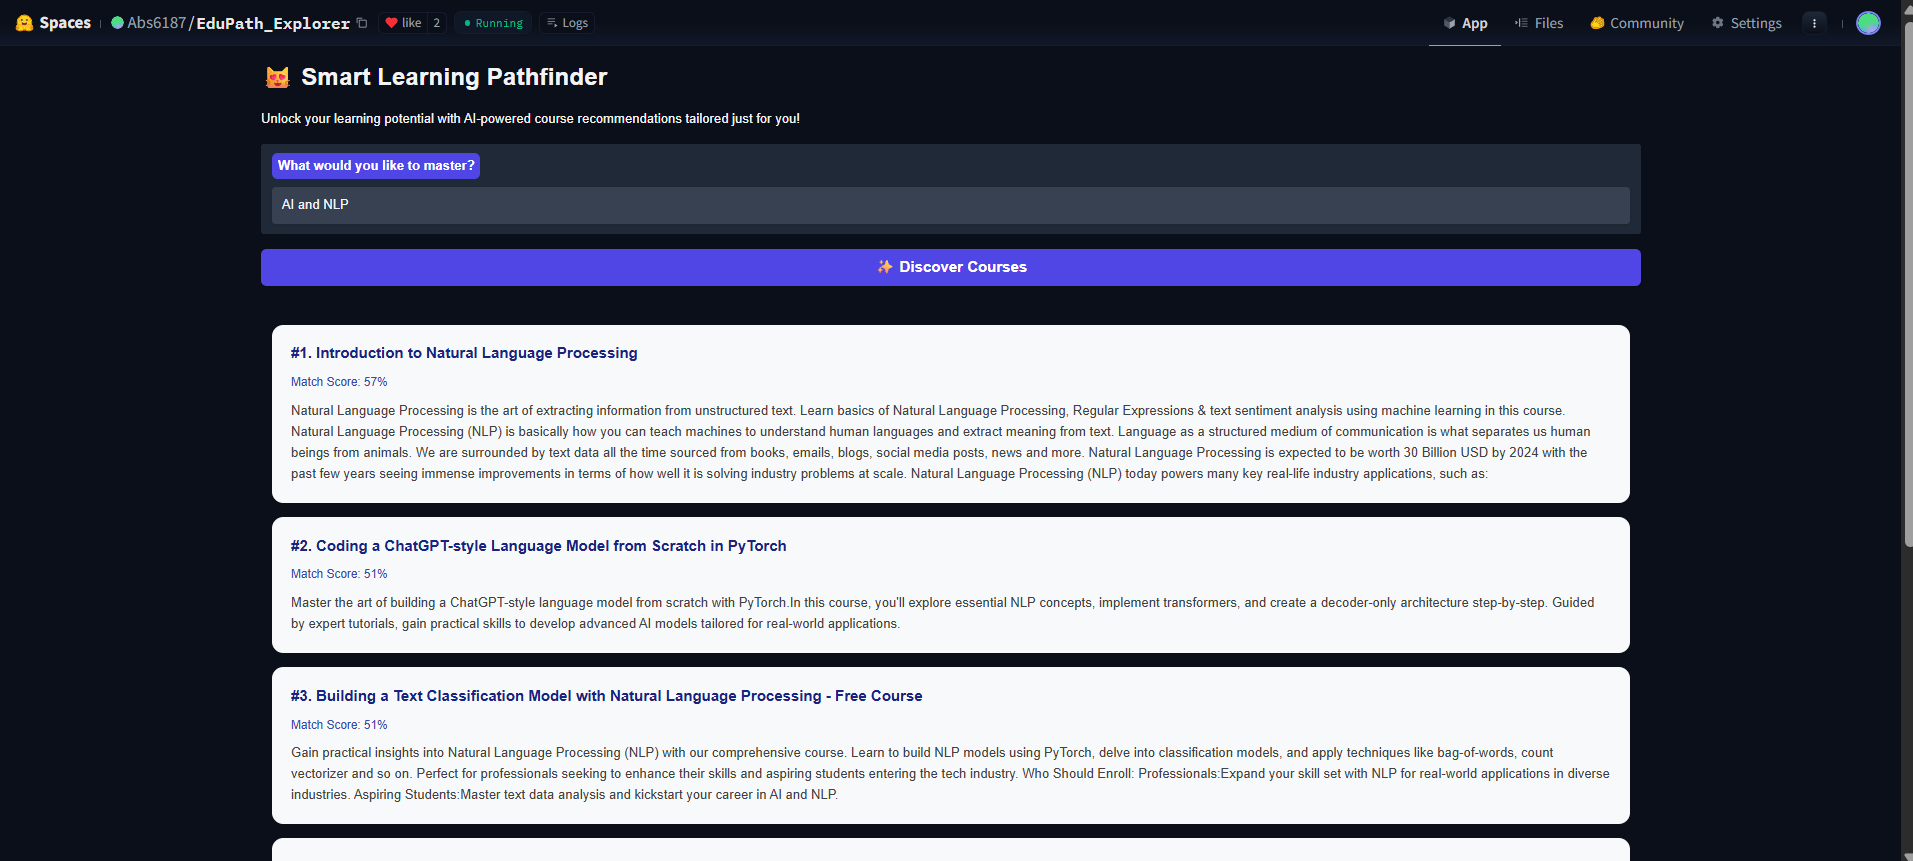 Spaces Abs6187/EduPath_Explorer like 2 Running Logs App Files Community Settings
Smart Learning Pathfinder
Unlock your learning potential with AI-powered course recommendations tailored just for you!
What would you like to master?
AI and NLP
Discover Courses
#1. Introduction to Natural Language Processing
Match Score: 57%
Natural Language Processing is the art of extracting information from unstructured text. Learn basics of Natural Language Processing, Regular Expressions & text sentiment analysis using machine learning in this course.
Natural Language Processing (NLP) is basically how you can teach machines to understand human languages and extract meaning from text. Language as a structured medium of communication is what separates us human
beings from animals. We are surrounded by text data all the time sourced from books, emails, blogs, social media posts, news and more. Natural Language Processing is expected to be worth 30 Billion USD by 2024 with the
past few years seeing immense improvements in terms of how well it is solving industry problems at scale. Natural Language Processing (NLP) today powers many key real-life industry applications, such as:
#2. Coding a ChatGPT-style Language Model from Scratch in PyTorch
Match Score: 51%
Master the art of building a ChatGPT-style language model from scratch with PyTorch.In this course, you'll explore essential NLP concepts, implement transformers, and create a decoder-only architecture step-by-step. Guided
by expert tutorials, gain practical skills to develop advanced AI models tailored for real-world applications.
#3. Building a Text Classification Model with Natural Language Processing - Free Course
Match Score: 51%
Gain practical insights into Natural Language Processing (NLP) with our comprehensive course. Learn to build NLP models using PyTorch, delve into classification models, and apply techniques like bag-of-words, count
vectorizer and so on. Perfect for professionals seeking to enhance their skills and aspiring students entering the tech industry. Who Should Enroll: Professionals:Expand your skill set with NLP for real-world applications in diverse
industries. Aspiring Students:Master text data analysis and kickstart your career in AI and NLP.